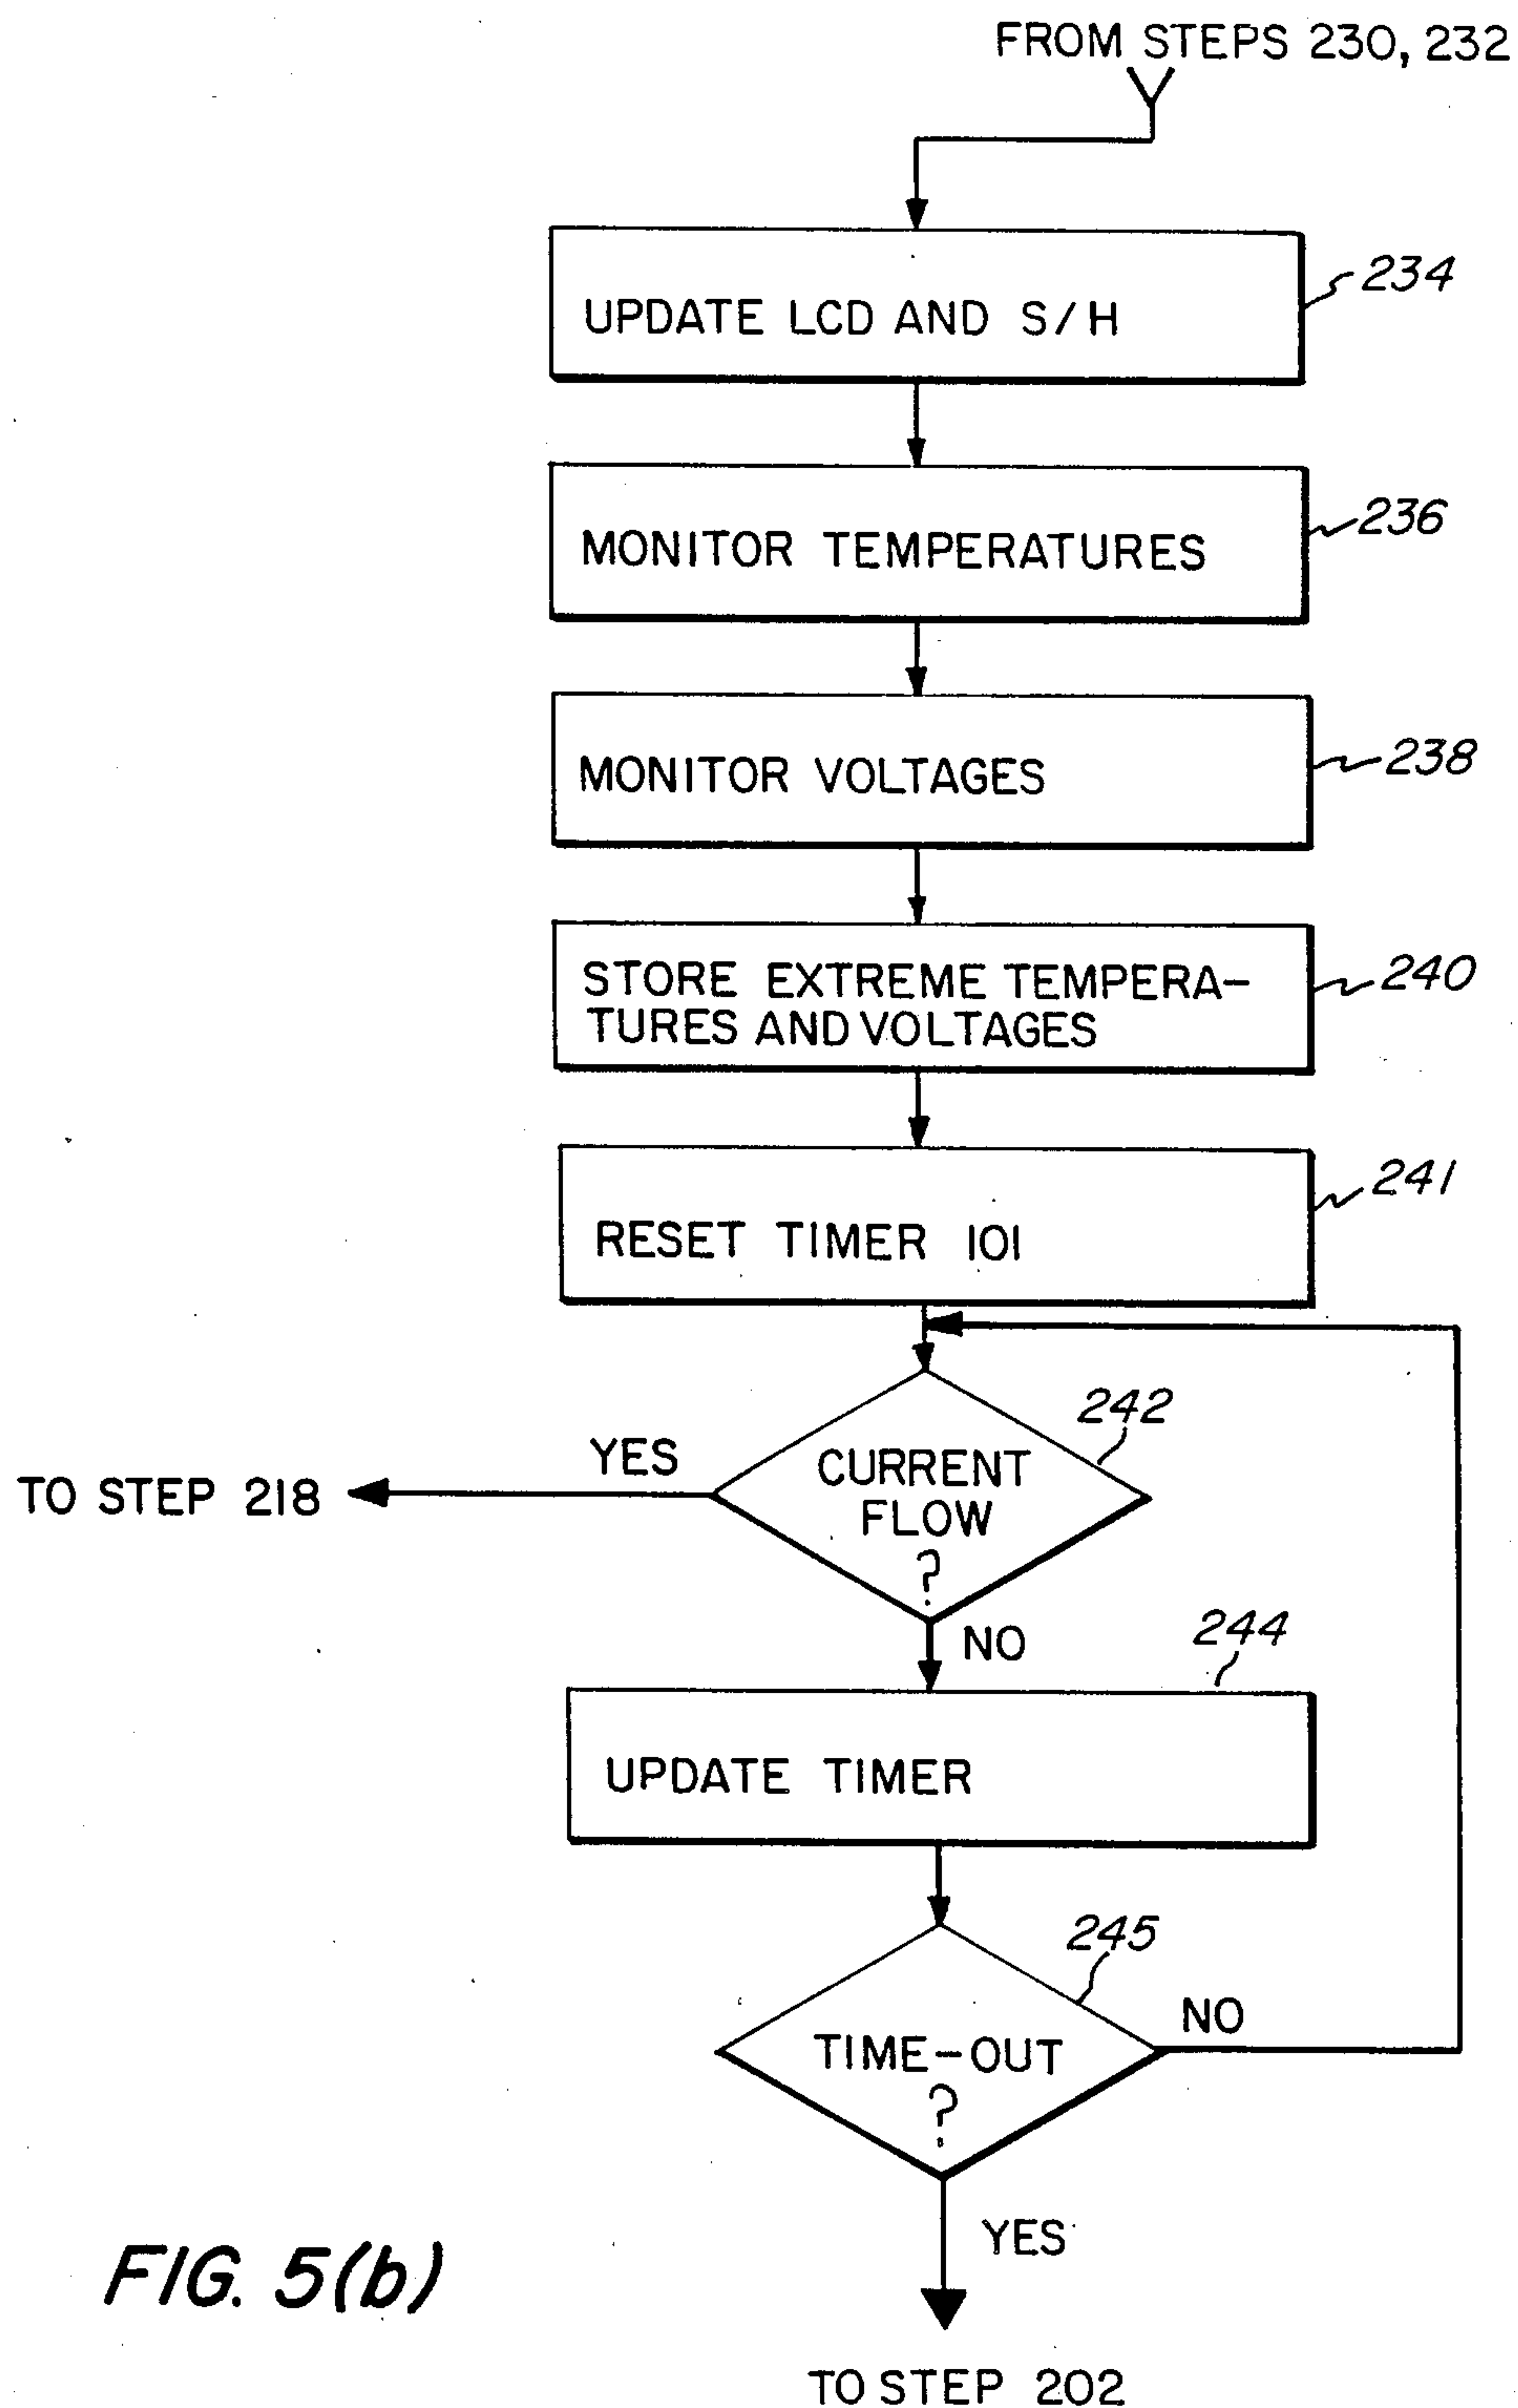 FROM STEPS 230, 232
234
UPDATE LCD AND S/H
236
MONITOR TEMPERATURES
238
MONITOR VOLTAGES
240
STORE EXTREME TEMPERA-
TURES AND VOLTAGES
241
RESET TIMER 101
242
YES
CURRENT
FLOW
?
TO STEP 218
NO
244
UPDATE TIMER
245
NO
TIME-OUT
?
YES
FIG. 5(b)
TO STEP 202